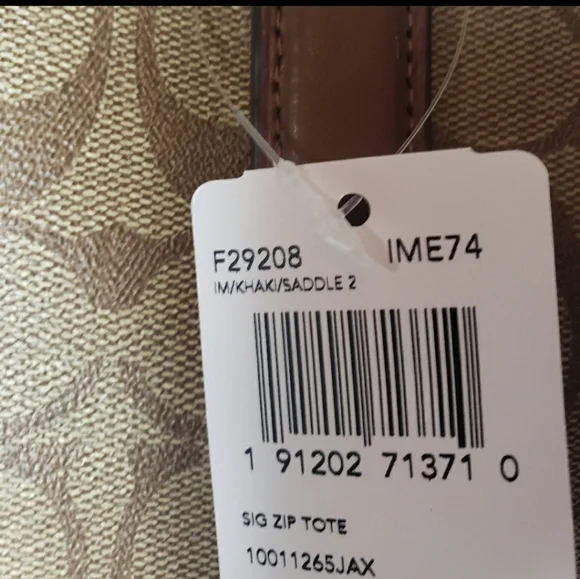 F29208 IME74
IM/KHAKI/SADDLE 2
1 91202 71371 0
SIG ZIP TOTE
10011265JAX